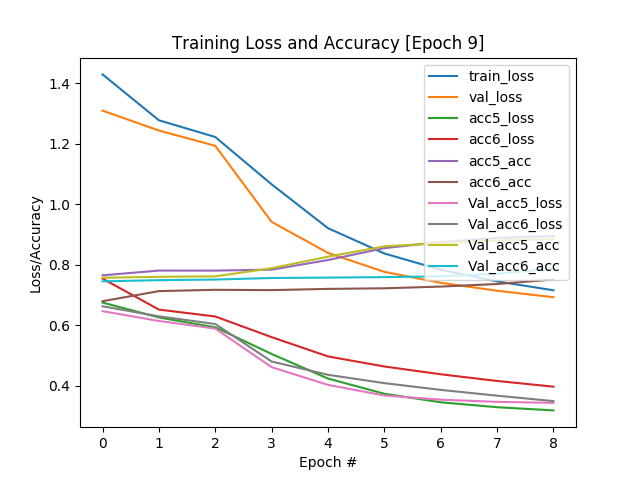 Training Loss and Accuracy [Epoch 9]
Loss/Accuracy
1.4
1.2
1.0
0.8
0.6
0.4
train_loss
val_loss
acc5_loss
acc6_loss
acc5_acc
acc6_acc
Val_acc5_loss
Val_acc6_loss
Val_acc5_acc
Val_acc6_acc
0 1 2 3 4 5 6 7 8
Epoch #